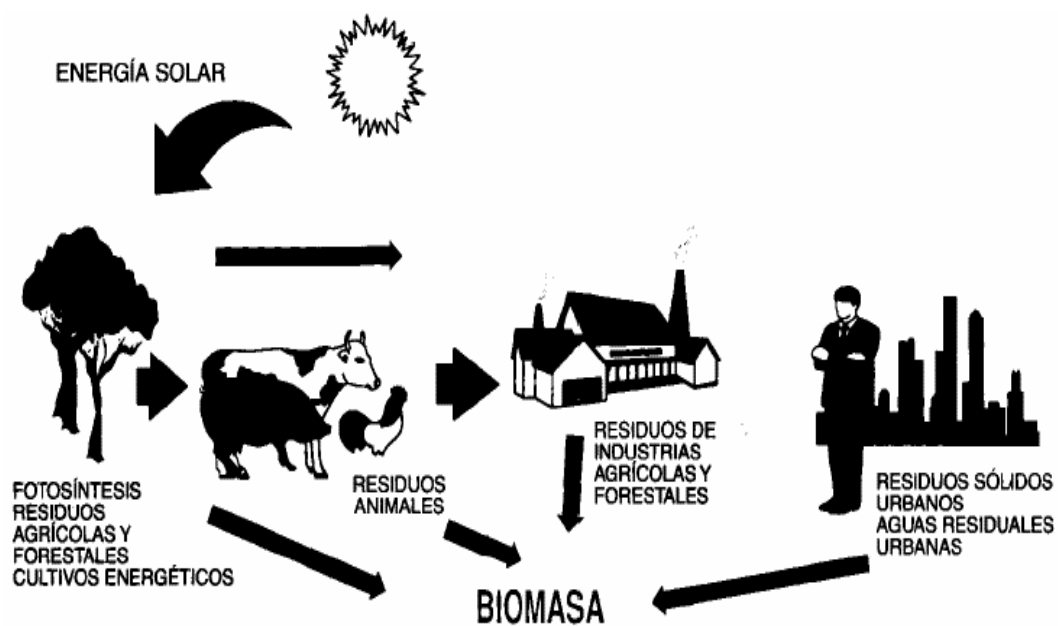 ENERGÍA SOLAR
FOTOSÍNTESIS
RESIDUOS
AGRÍCOLAS Y
FORESTALES
CULTIVOS ENERGÉTICOS
RESIDUOS
ANIMALES
RESIDUOS DE
INDUSTRIAS
AGRÍCOLAS Y
FORESTALES
RESIDUOS SÓLIDOS
URBANOS
AGUAS RESIDUALES
URBANAS
BIOMASA